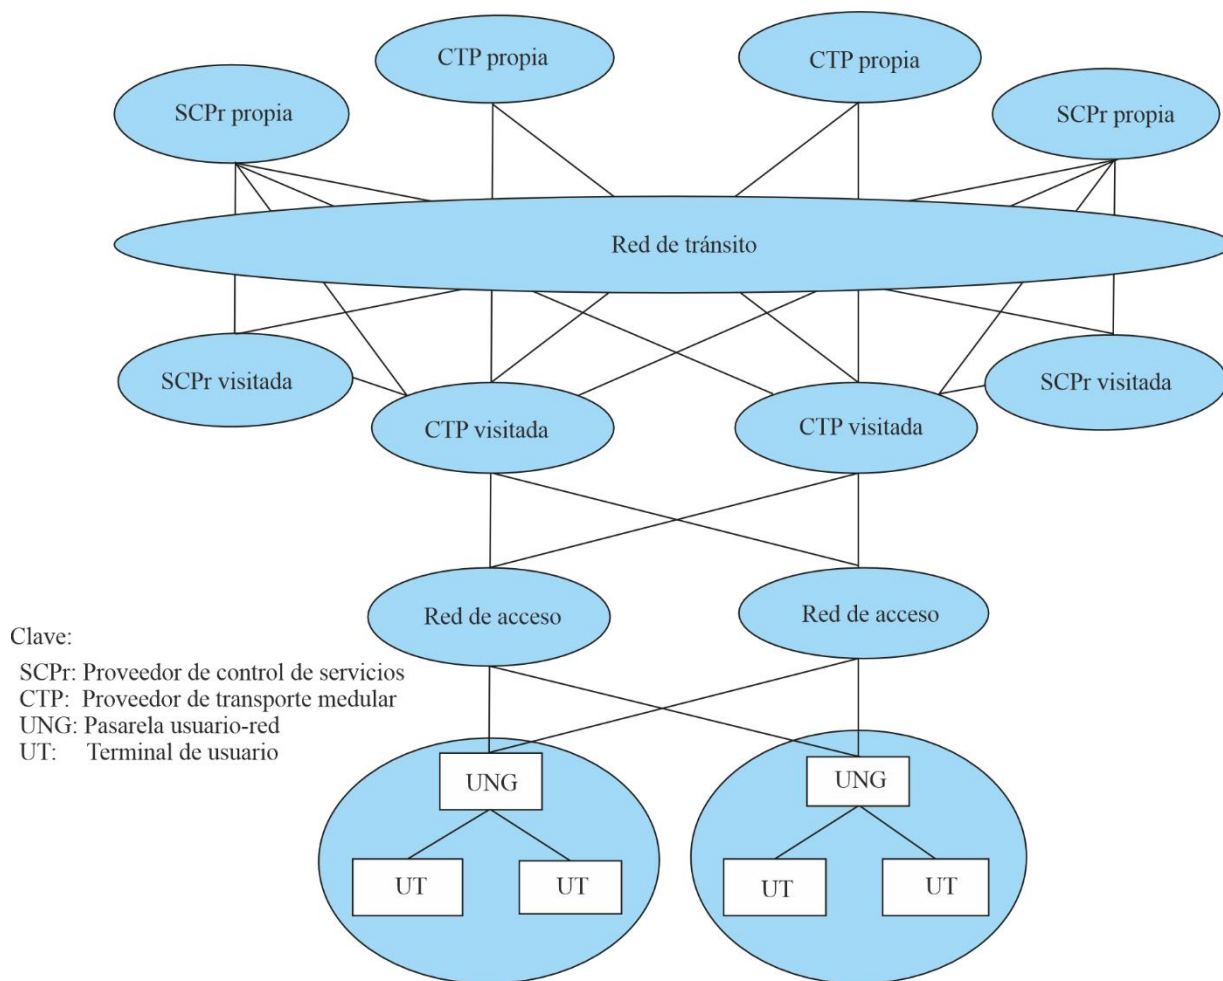 CTP propia
CTP propia
SCPr propia
SCPr propia
Red de tránsito
SCPr visitada
SCPr visitada
CTP visitada
CTP visitada
Red de acceso
Red de acceso
Clave:
SCPr: Proveedor de control de servicios
CTP: Proveedor de transporte medular
UNG: Pasarela usuario-red
UT: Terminal de usuario
UNG
UNG
UT
UT
UT
UT